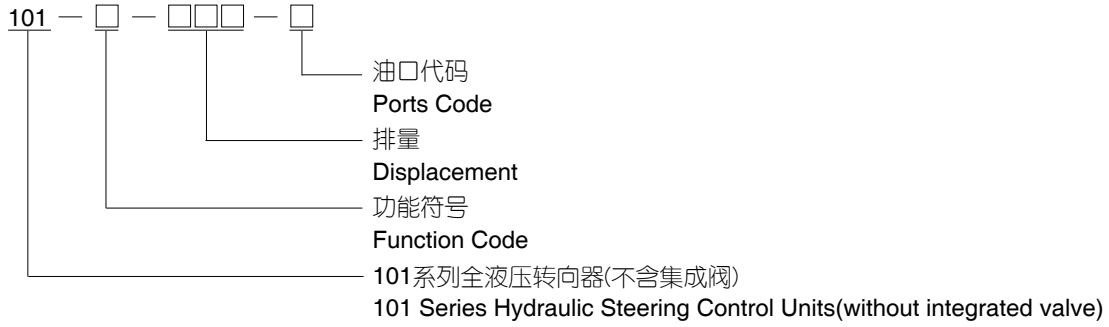 101 — □ — □□□ — □
油口代码
Ports Code
排量
Displacement
功能符号
Function Code
101系列全液压转向器(不含集成阀)
101 Series Hydraulic Steering Control Units(without integrated valve)